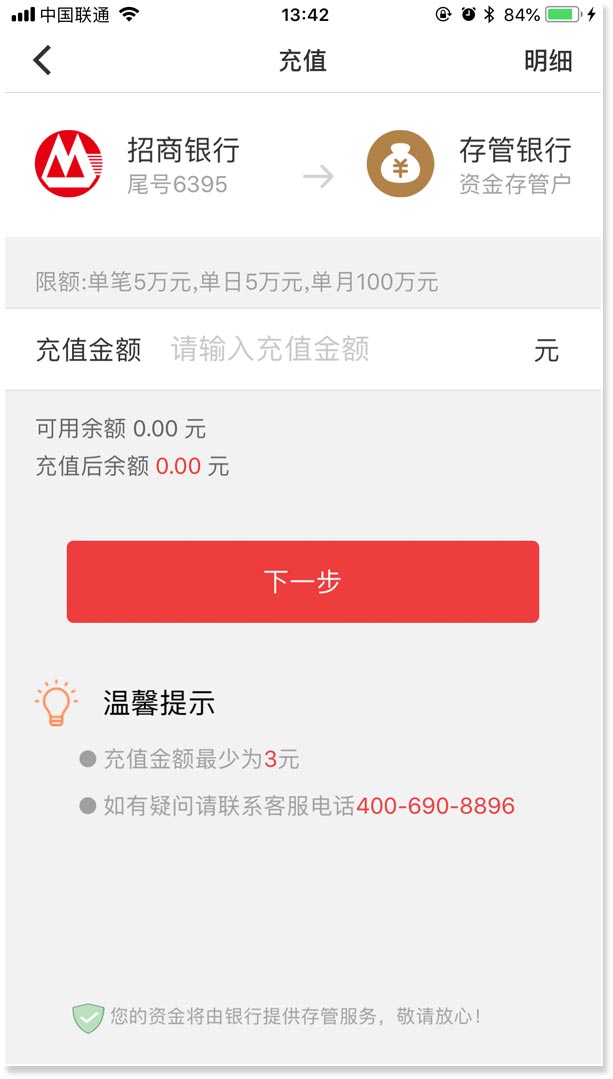 中国联通 13:42 84%
充值 明细
招商银行 存管银行
尾号6395 资金存管户
限额:单笔5万元,单日5万元,单月100万元
充值金额 请输入充值金额 元
可用余额 0.00 元
充值后余额 0.00 元
下一步
温馨提示
充值金额最少为3元
如有疑问请联系客服电话400-690-8896
您的资金将由银行提供存管服务，敬请放心！